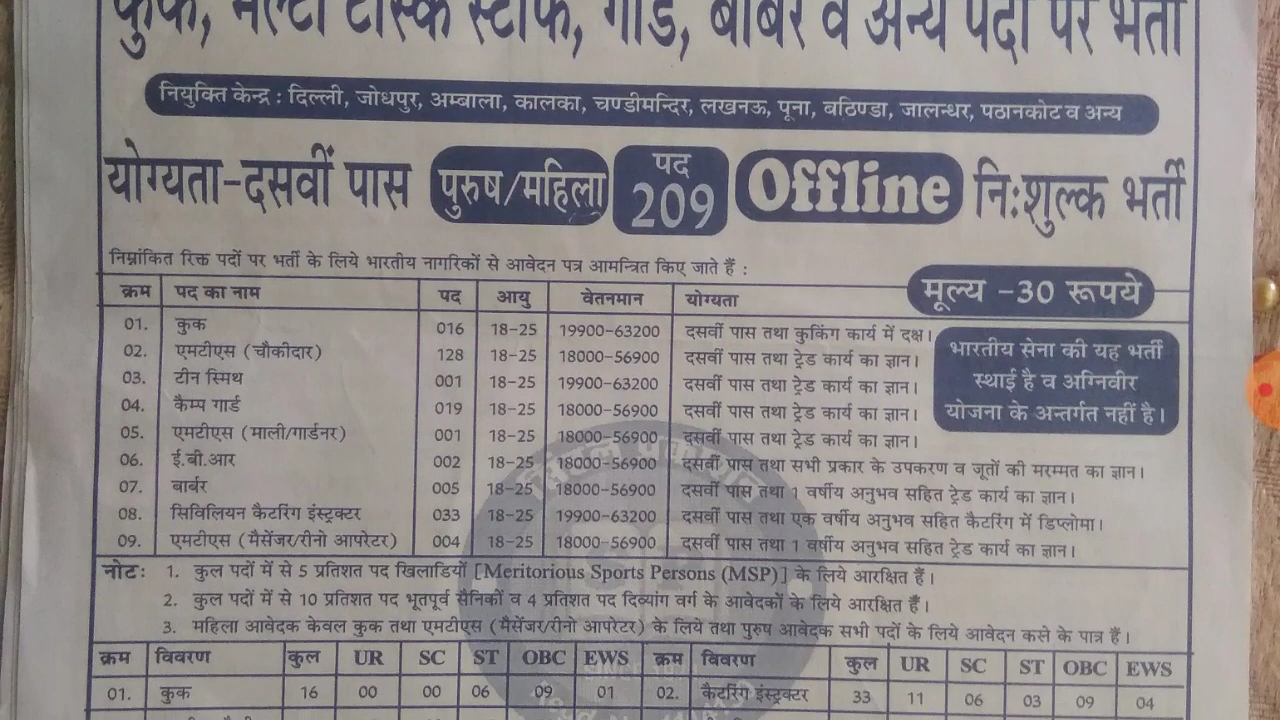 कुक, मल्टी टास्क स्टाफ, गार्ड, बार्बर व अन्य पदों पर भर्ती
नियुक्ति केन्द्र : दिल्ली, जोधपुर, अम्बाला, कालका, चण्डीमन्दिर, लखनऊ, पूना, बठिण्डा, जालन्धर, पठानकोट व अन्य
योग्यता-दसवीं पास पुरुष/महिला पद 209 Offline निःशुल्क भर्ती
निम्नांकित रिक्त पदों पर भर्ती के लिये भारतीय नागरिकों से आवेदन पत्र आमन्त्रित किए जाते हैं :
मूल्य -30 रूपये
क्रम पद का नाम पद आयु वेतनमान योग्यता
01. कुक 016 18-25 19900-63200 दसवीं पास तथा कुकिंग कार्य में दक्ष।
02. एमटीएस (चौकीदार) 128 18-25 18000-56900 दसवीं पास तथा ट्रेड कार्य का ज्ञान।
03. टीन स्मिथ 001 18-25 19900-63200 दसवीं पास तथा ट्रेड कार्य का ज्ञान।
04. कैम्प गार्ड 019 18-25 18000-56900 दसवीं पास तथा ट्रेड कार्य का ज्ञान।
05. एमटीएस (माली/गार्डनर) 001 18-25 18000-56900 दसवीं पास तथा ट्रेड कार्य का ज्ञान।
06. ई.बी.आर 002 18-25 18000-56900 दसवीं पास तथा सभी प्रकार के उपकरण व जूतों की मरम्मत का ज्ञान।
07. बार्बर 005 18-25 18000-56900 दसवीं पास तथा 1 वर्षीय अनुभव सहित ट्रेड कार्य का ज्ञान।
08. सिविलियन कैटरिंग इंस्ट्रक्टर 033 18-25 19900-63200 दसवीं पास तथा एक वर्षीय अनुभव सहित कैटरिंग में डिप्लोमा।
09. एमटीएस (मैसेंजर/रीनो आपरेटर) 004 18-25 18000-56900 दसवीं पास तथा 1 वर्षीय अनुभव सहित ट्रेड कार्य का ज्ञान।
भारतीय सेना की यह भर्ती
स्थाई है व अग्निवीर
योजना के अन्तर्गत नहीं है।
नोटः 1. कुल पदों में से 5 प्रतिशत पद खिलाडियों [Meritorious Sports Persons (MSP)] के लिये आरक्षित हैं।
2. कुल पदों में से 10 प्रतिशत पद भूतपूर्व सैनिकों व 4 प्रतिशत पद दिव्यांग वर्ग के आवेदकों के लिये आरक्षित हैं।
3. महिला आवेदक केवल कुक तथा एमटीएस (मैसेंजर/रीनो आपरेटर) के लिये तथा पुरुष आवेदक सभी पदों के लिये आवेदन कसे के पात्र हैं।
क्रम विवरण कुल UR SC ST OBC EWS क्रम विवरण कुल UR SC ST OBC EWS
01. कुक 16 00 00 06 09 01 02. कैटरिंग इंस्ट्रक्टर 33 11 06 03 09 04